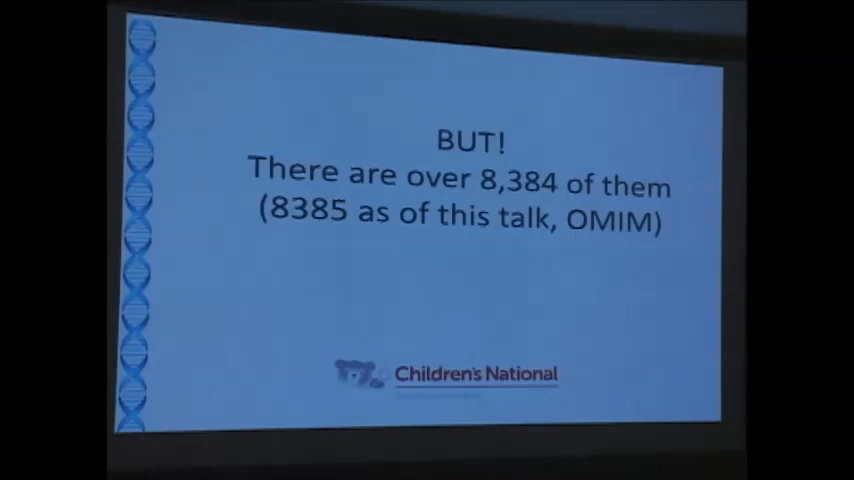 BUT!
There are over 8,384 of them
(8385 as of this talk, OMIM)
Children's National